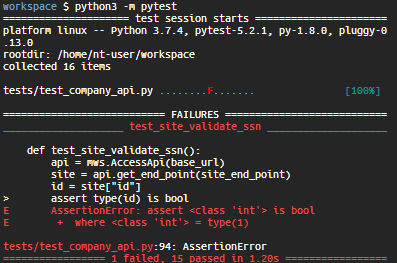 workspace $ python3 -m pytest
======================= test session starts =======================
platform linux -- Python 3.7.4, pytest-5.2.1, py-1.8.0, pluggy-0
.13.0
rootdir: /home/nt-user/workspace
collected 16 items
tests/test_company_api.py ........F....... [100%]
============================ FAILURES =============================
_____________________ test_site_validate_ssn ______________________
def test_site_validate_ssn():
api = mws.AccessApi(base_url)
site = api.get_end_point(site_end_point)
id = site["id"]
> assert type(id) is bool
E AssertionError: assert <class 'int'> is bool
E + where <class 'int'> = type(1)
tests/test_company_api.py:94: AssertionError
================== 1 failed, 15 passed in 1.20s ===================